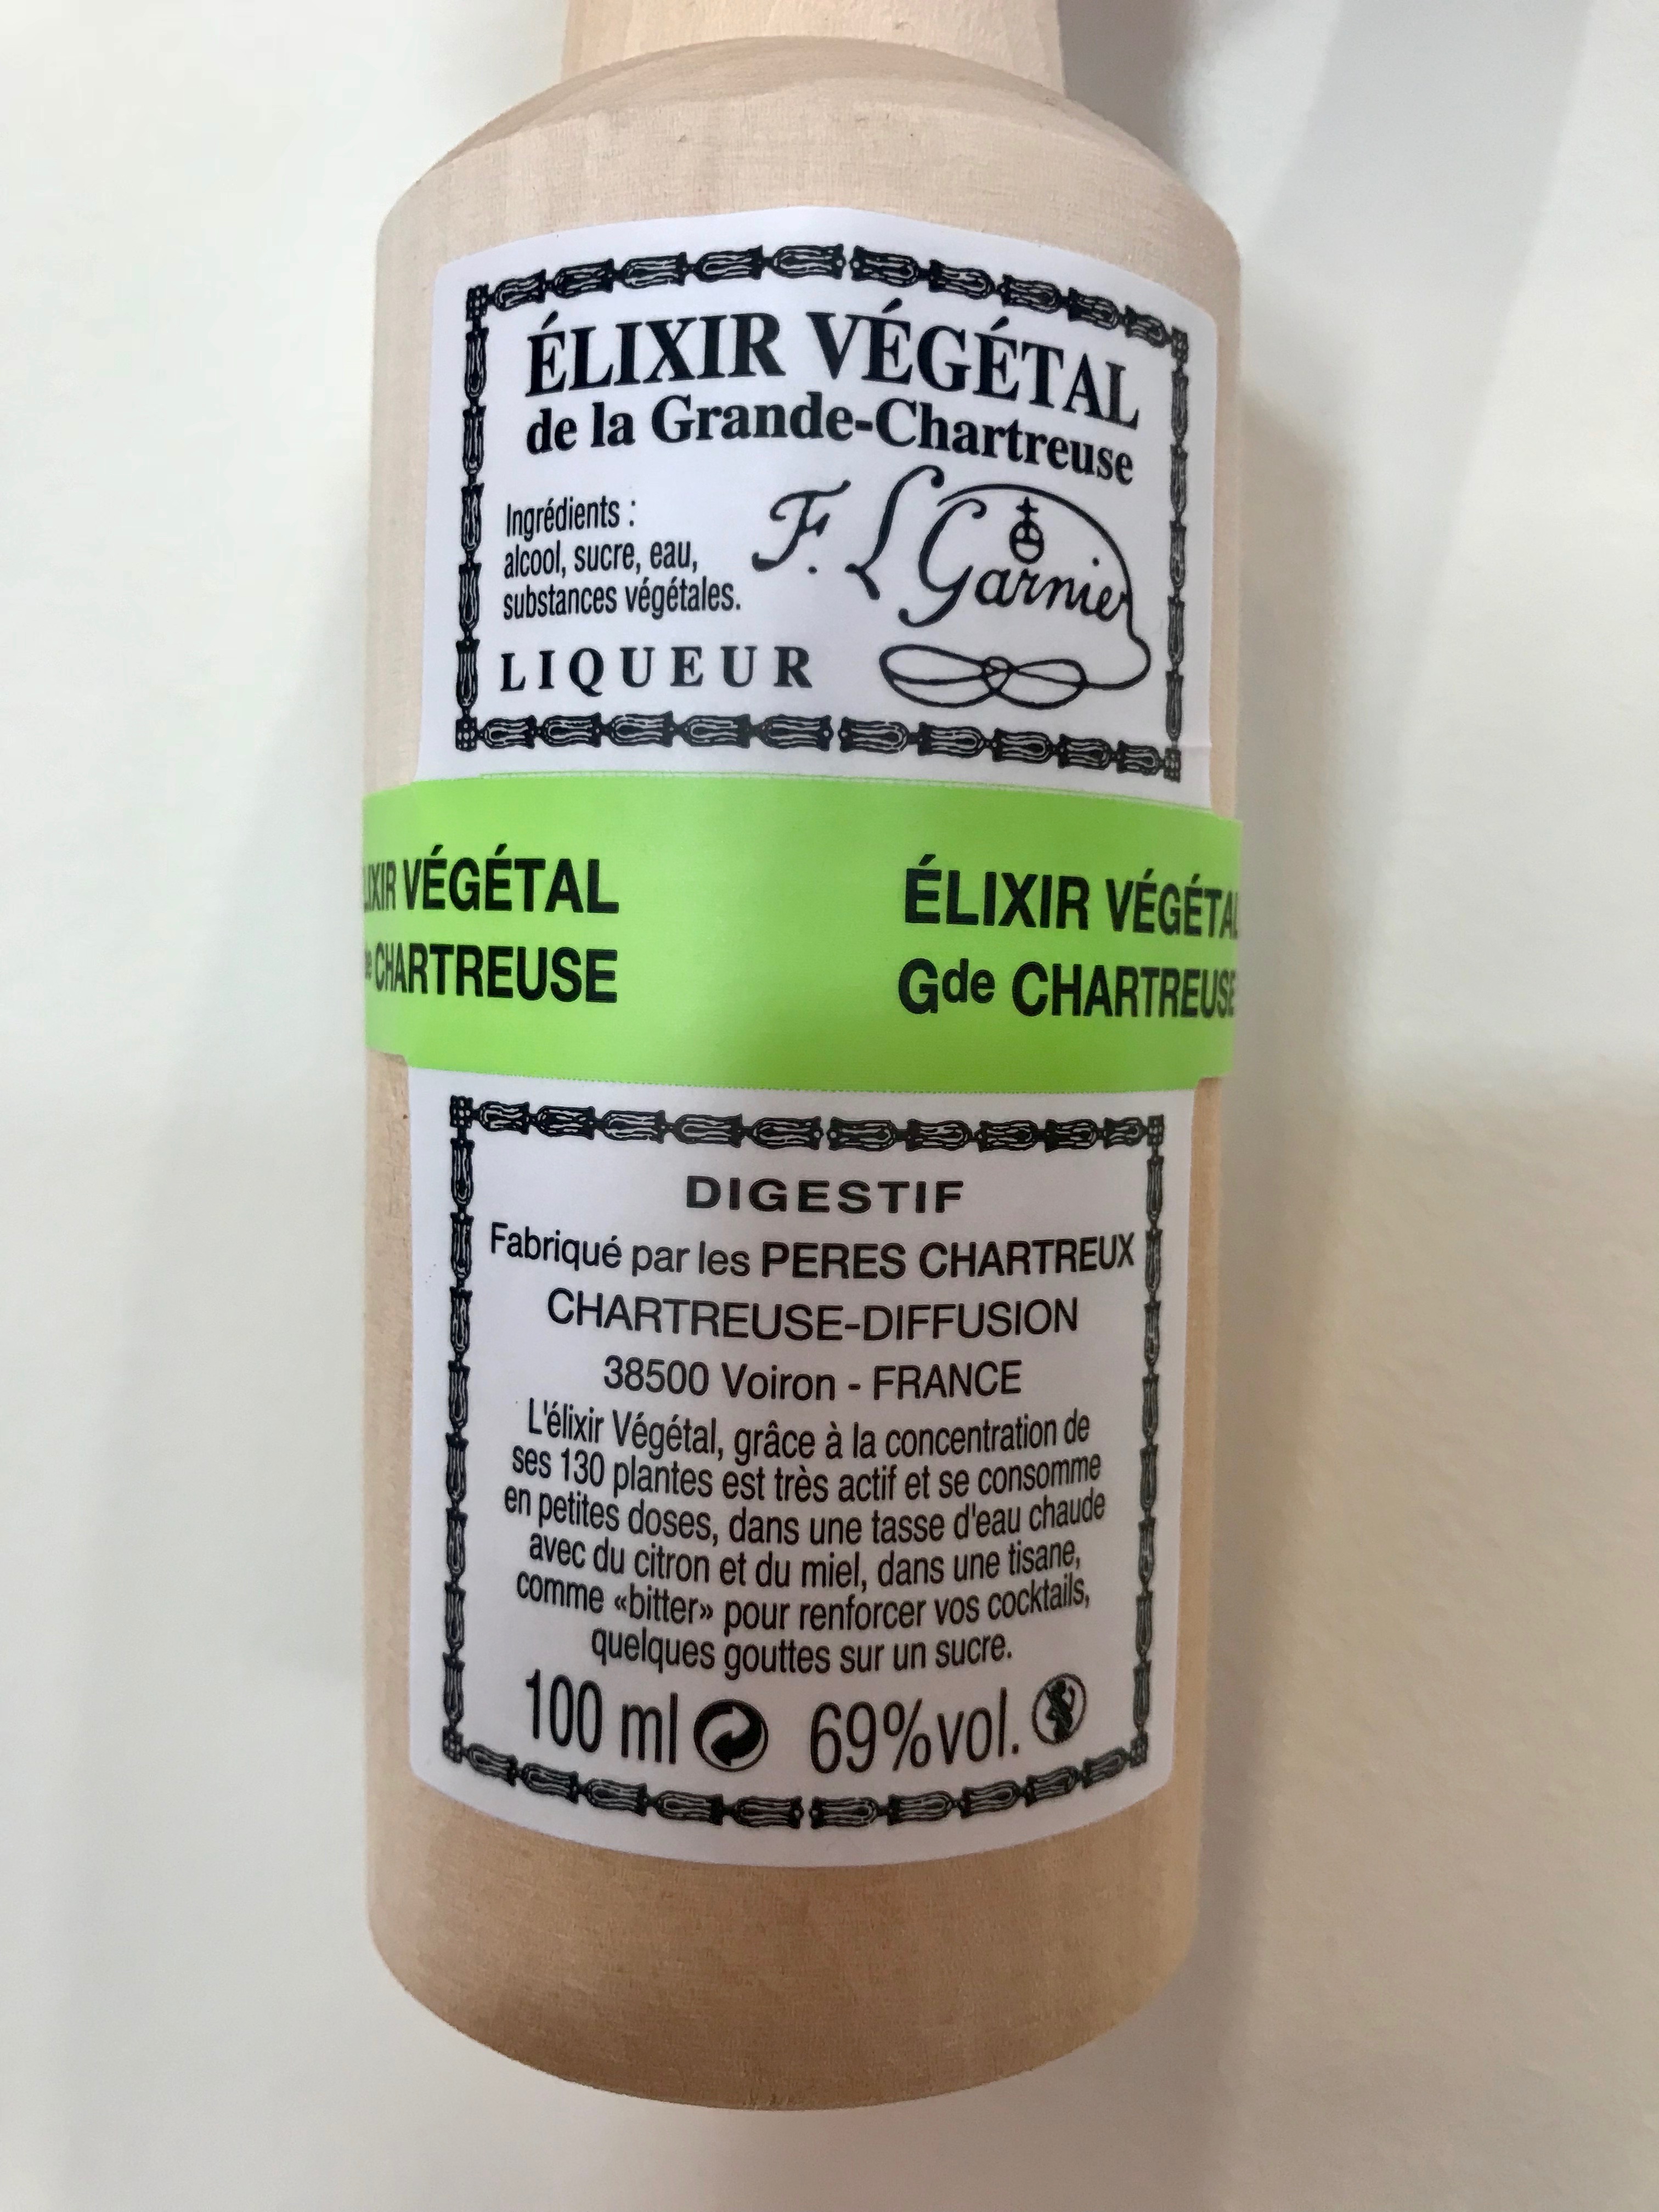 ÉLIXIR VÉGÉTAL
de la Grande-Chartreuse
Ingrédients :
alcool, sucre, eau,
substances végétales.
F. L Garnier
LIQUEUR
VÉGÉTAL
CHARTREUSE
ÉLIXIR VÉGÉTAL
Gde CHARTREUSE
DIGESTIF
Fabriqué par les PERES CHARTREUX
CHARTREUSE-DIFFUSION
38500 Voiron - FRANCE
L'élixir Végétal, grâce à la concentration de
ses 130 plantes est très actif et se consomme
en petites doses, dans une tasse d'eau chaude
avec du citron et du miel, dans une tisane,
comme «bitter» pour renforcer vos cocktails,
quelques gouttes sur un sucre.
100 ml 69%vol.